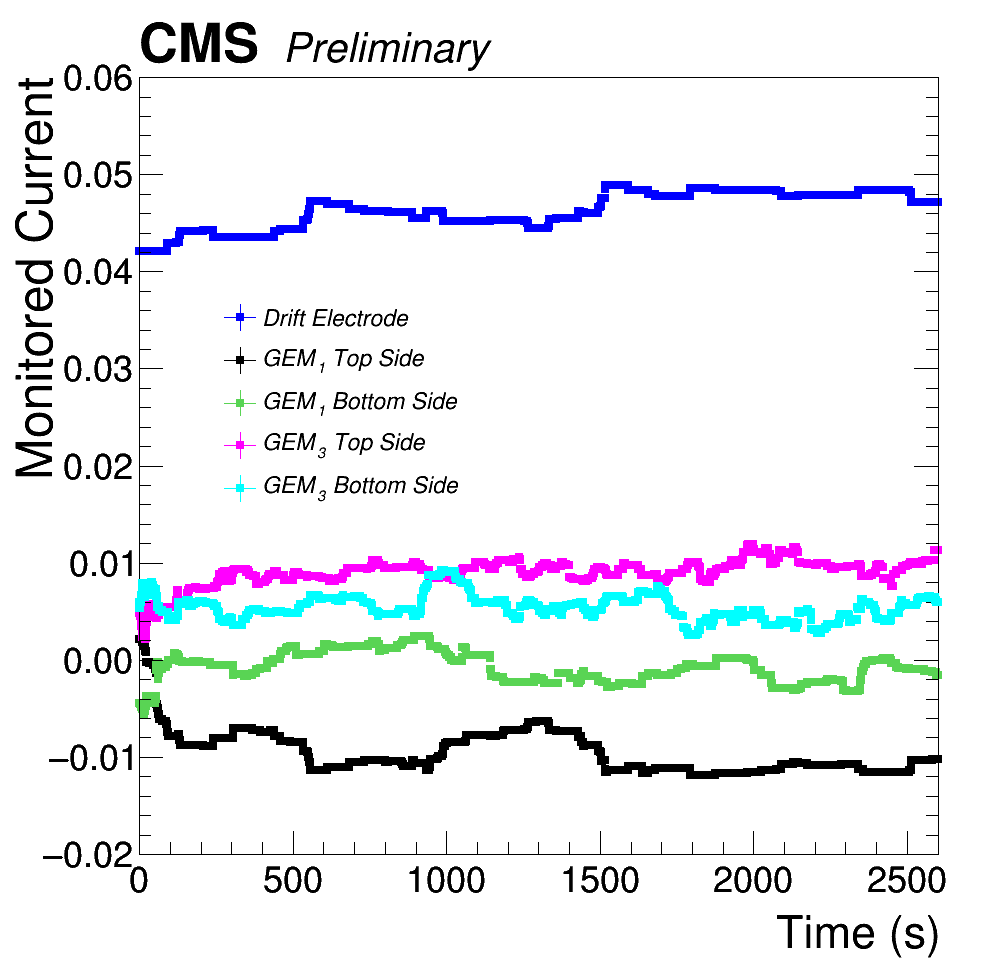 CMS Preliminary
Monitored Current
0.06
0.05
0.04
0.03
0.02
0.01
0.00
−0.01
−0.02
Drift Electrode
GEM₁ Top Side
GEM₁ Bottom Side
GEM₃ Top Side
GEM₃ Bottom Side
0 500 1000 1500 2000 2500
Time (s)